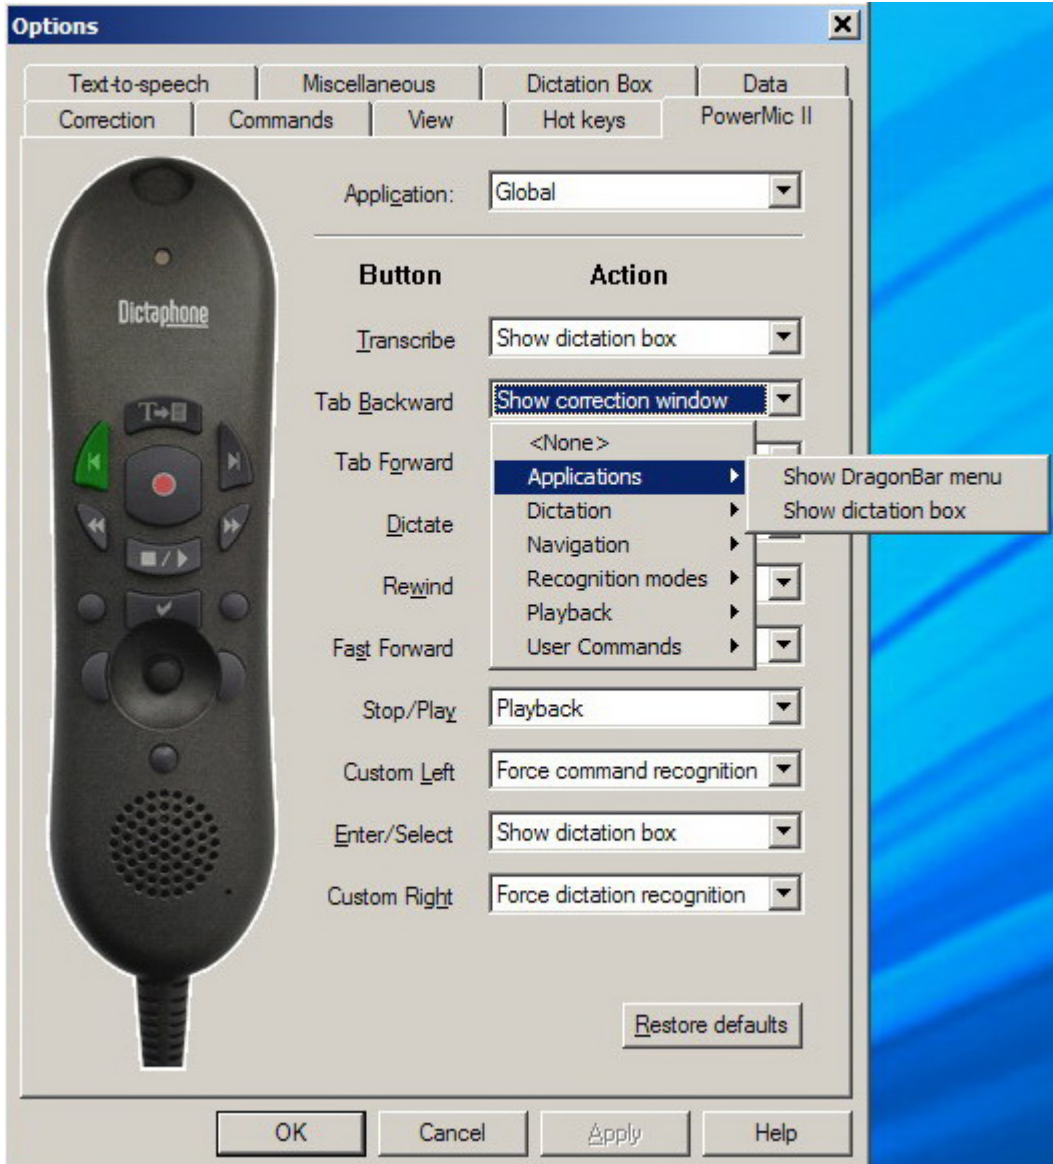 Options
Text-to-speech Miscellaneous Dictation Box Data
Correction Commands View Hot keys PowerMic II
Application: Global
Button Action
Dictaphone
Transcribe Show dictation box
Tab Backward Show correction window
<None>
Tab Forward
Applications Show DragonBar menu
Dictation Show dictation box
Dictate
Navigation
Rewind Recognition modes
Playback
Fast Forward User Commands
Stop/Play Playback
Custom Left Force command recognition
Enter/Select Show dictation box
Custom Right Force dictation recognition
Restore defaults
OK Cancel Apply Help